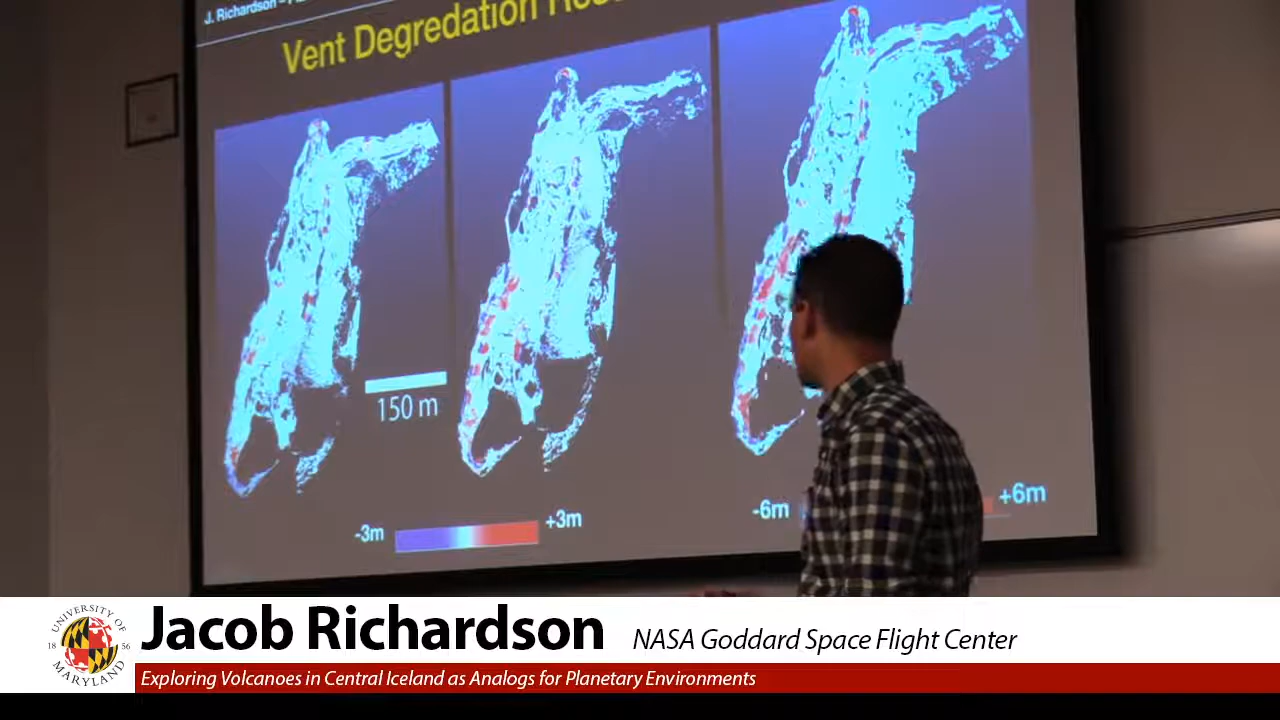 J. Richardson
Vent Degredation
150 m
-3m
+3m
-6m
+6m
UNIVERSITY OF
18 56
MARYLAND
Jacob Richardson
NASA Goddard Space Flight Center
Exploring Volcanoes in Central Iceland as Analogs for Planetary Environments